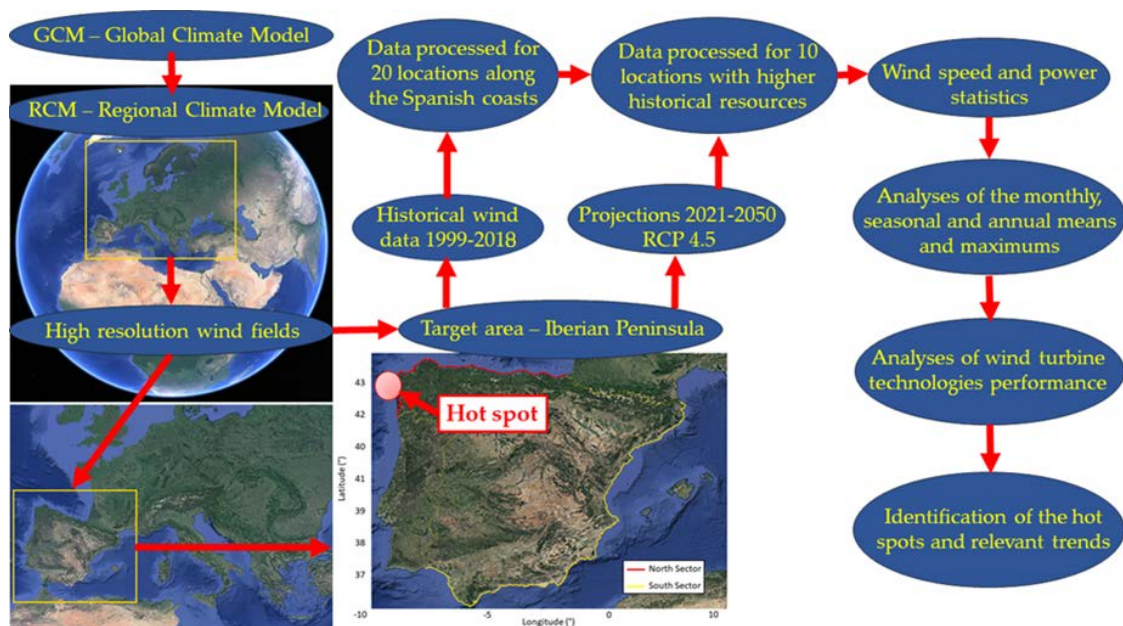 GCM – Global Climate Model
RCM – Regional Climate Model
High resolution wind fields
Data processed for
20 locations along
the Spanish coasts
Data processed for 10
locations with higher
historical resources
Wind speed and power
statistics
Historical wind
data 1999-2018
Projections 2021-2050
RCP 4.5
Analyses of the monthly,
seasonal and annual means
and maximums
Target area – Iberian Peninsula
Analyses of wind turbine
technologies performance
Identification of the hot
spots and relevant trends
Hot spot
43
42
40
39
38
37
Latitude (°)
North Sector
South Sector
-10
-5
0
10
Longitude (°)